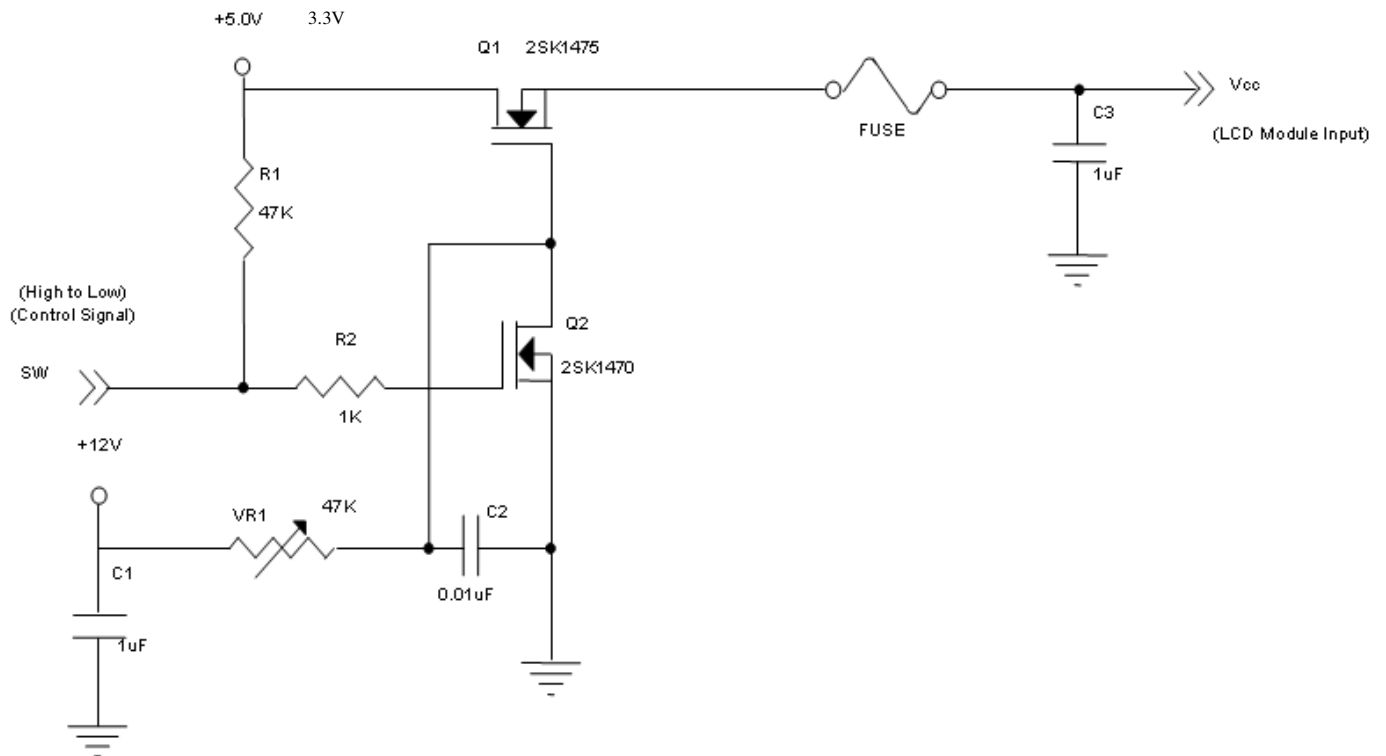 +5.0V 3.3V
Q1 2SK1475
Vcc
(LCD Module Input)
FUSE
C3
1uF
R1
47K
(High to Low)
(Control Signal)
SW
R2
1K
Q2
2SK1470
+12V
VR1
47K
C2
0.01uF
C1
1uF